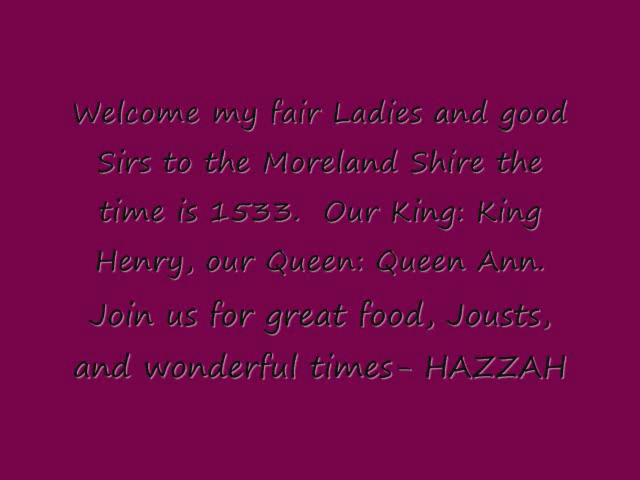 Welcome my fair Ladies and good
Sirs to the Moreland Shire the
time is 1533.  Our King: King
Henry, our Queen: Queen Ann.
Join us for great food, Jousts,
and wonderful times- HAZZAH